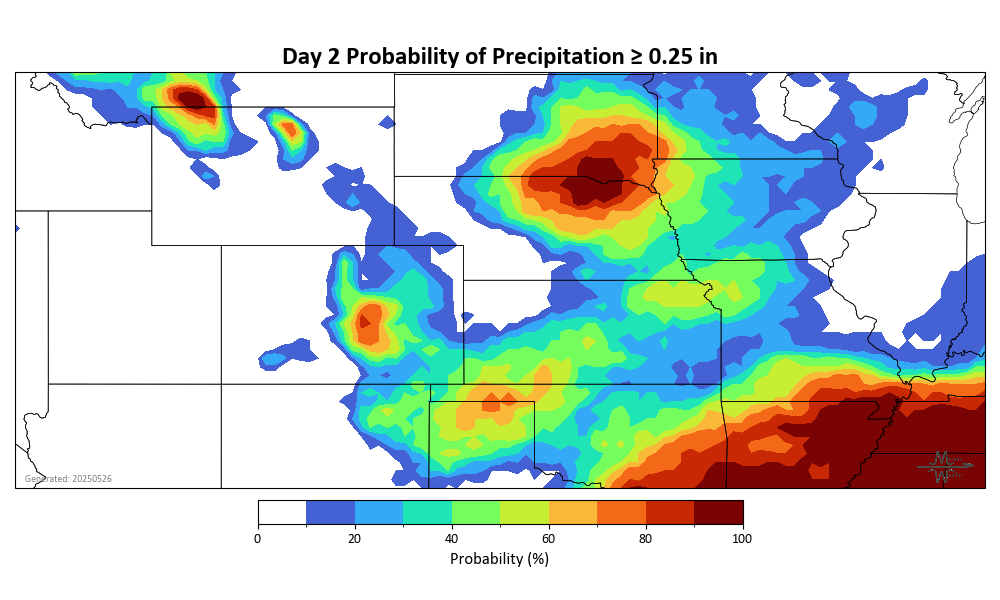 Day 2 Probability of Precipitation ≥ 0.25 in
Generated: 20250526
0 20 40 60 80 100
Probability (%)